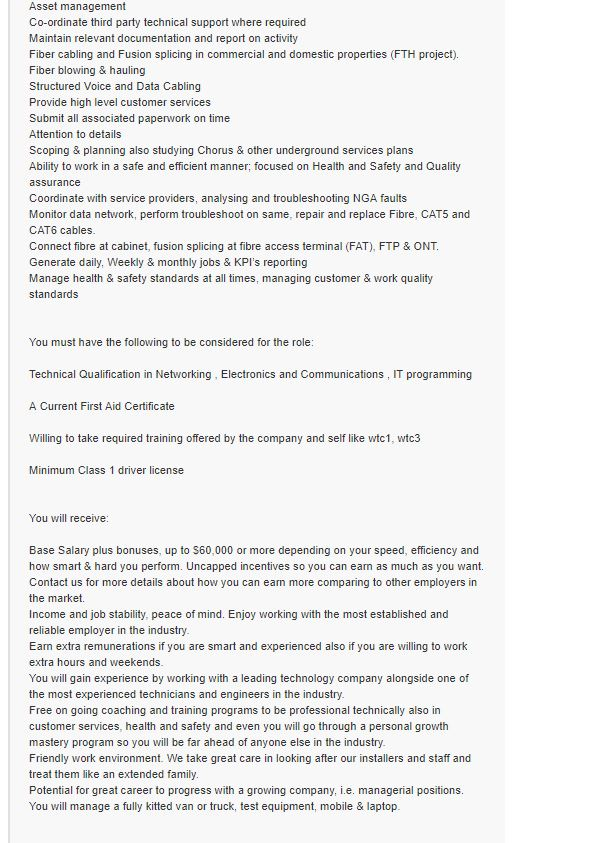 Asset management
Co-ordinate third party technical support where required
Maintain relevant documentation and report on activity
Fiber cabling and Fusion splicing in commercial and domestic properties (FTH project).
Fiber blowing & hauling
Structured Voice and Data Cabling
Provide high level customer services
Submit all associated paperwork on time
Attention to details
Scoping & planning also studying Chorus & other underground services plans
Ability to work in a safe and efficient manner; focused on Health and Safety and Quality
assurance
Coordinate with service providers, analysing and troubleshooting NGA faults
Monitor data network, perform troubleshoot on same, repair and replace Fibre, CAT5 and
CAT6 cables.
Connect fibre at cabinet, fusion splicing at fibre access terminal (FAT), FTP & ONT.
Generate daily, Weekly & monthly jobs & KPI's reporting
Manage health & safety standards at all times, managing customer & work quality
standards
You must have the following to be considered for the role:
Technical Qualification in Networking , Electronics and Communications , IT programming
A Current First Aid Certificate
Willing to take required training offered by the company and self like wtc1, wtc3
Minimum Class 1 driver license
You will receive:
Base Salary plus bonuses, up to $60,000 or more depending on your speed, efficiency and
how smart & hard you perform. Uncapped incentives so you can earn as much as you want.
Contact us for more details about how you can earn more comparing to other employers in
the market.
Income and job stability, peace of mind. Enjoy working with the most established and
reliable employer in the industry.
Earn extra remunerations if you are smart and experienced also if you are willing to work
extra hours and weekends.
You will gain experience by working with a leading technology company alongside one of
the most experienced technicians and engineers in the industry.
Free on going coaching and training programs to be professional technically also in
customer services, health and safety and even you will go through a personal growth
mastery program so you will be far ahead of anyone else in the industry.
Friendly work environment. We take great care in looking after our installers and staff and
treat them like an extended family.
Potential for great career to progress with a growing company, i.e. managerial positions.
You will manage a fully kitted van or truck, test equipment, mobile & laptop.